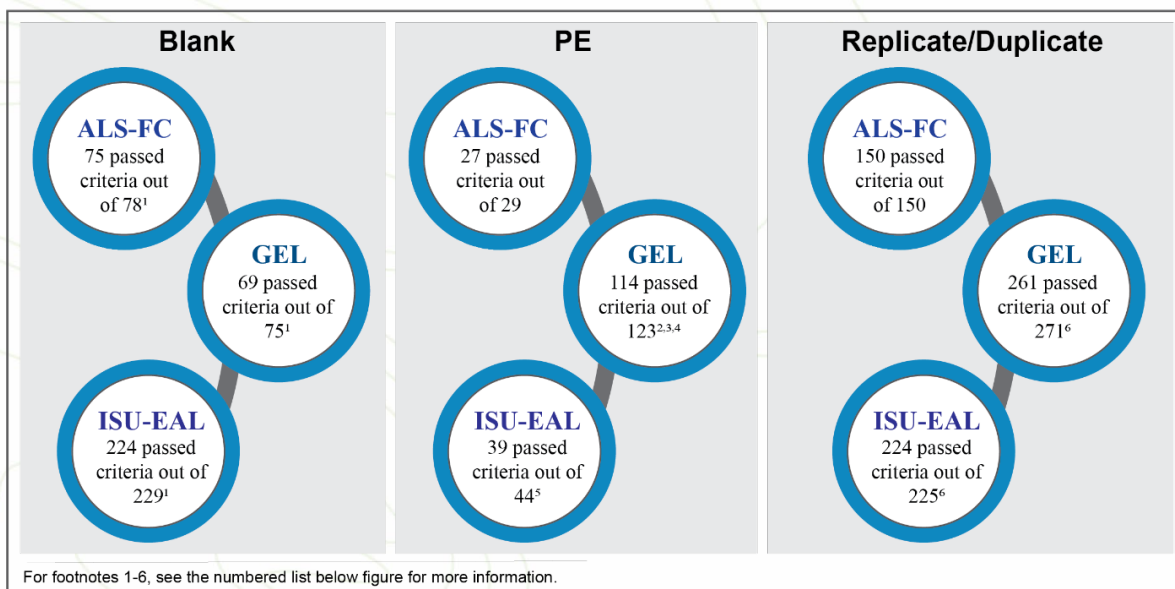 Blank
ALS-FC
75 passed
criteria out
of 78¹
GEL
69 passed
criteria out of
75¹
ISU-EAL
224 passed
criteria out of
229¹
PE
ALS-FC
27 passed
criteria out
of 29
GEL
114 passed
criteria out of
123²,³,⁴
ISU-EAL
39 passed
criteria out of
44⁵
Replicate/Duplicate
ALS-FC
150 passed
criteria out
of 150
GEL
261 passed
criteria out of
271⁶
ISU-EAL
224 passed
criteria out of
225⁶
For footnotes 1-6, see the numbered list below figure for more information.